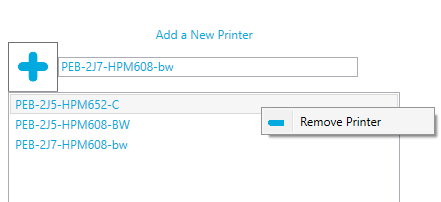 Add a New Printer
PEB-2J7-HPM608-bw
PEB-2J5-HPM652-C
Remove Printer
PEB-2J5-HPM608-BW
PEB-2J7-HPM608-bw